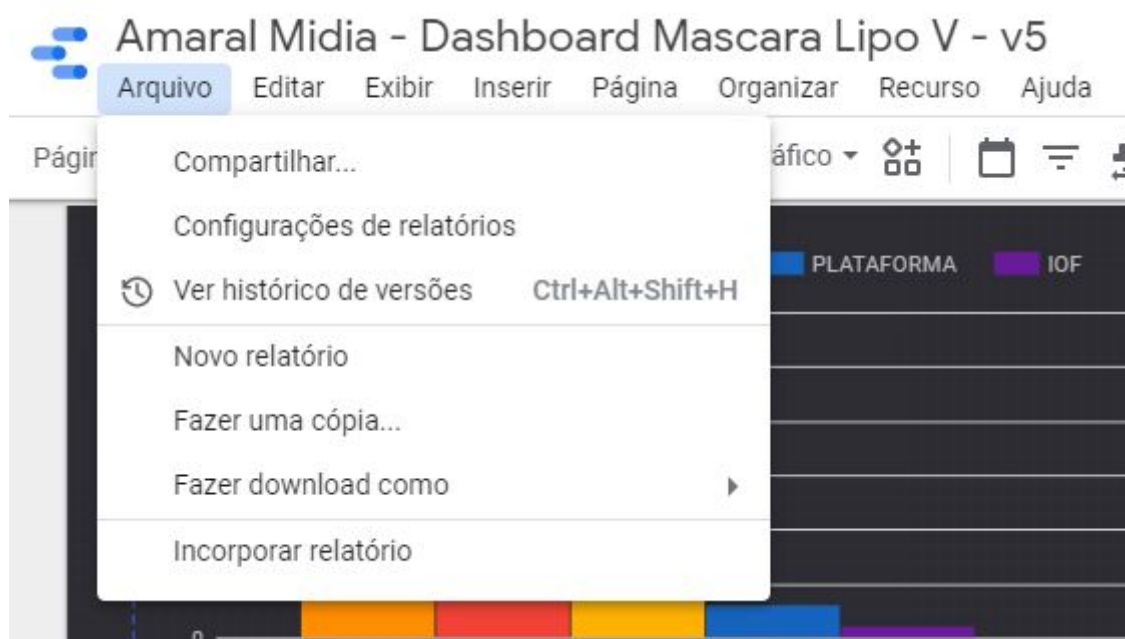 Amaral Midia - Dashboard Mascara Lipo V - v5
Arquivo Editar Exibir Inserir Página Organizar Recurso Ajuda
Compartilhar...
Configurações de relatórios
Ver histórico de versões Ctrl+Alt+Shift+H
PLATAFORMA IOF
Novo relatório
Fazer uma cópia...
Fazer download como
Incorporar relatório
0